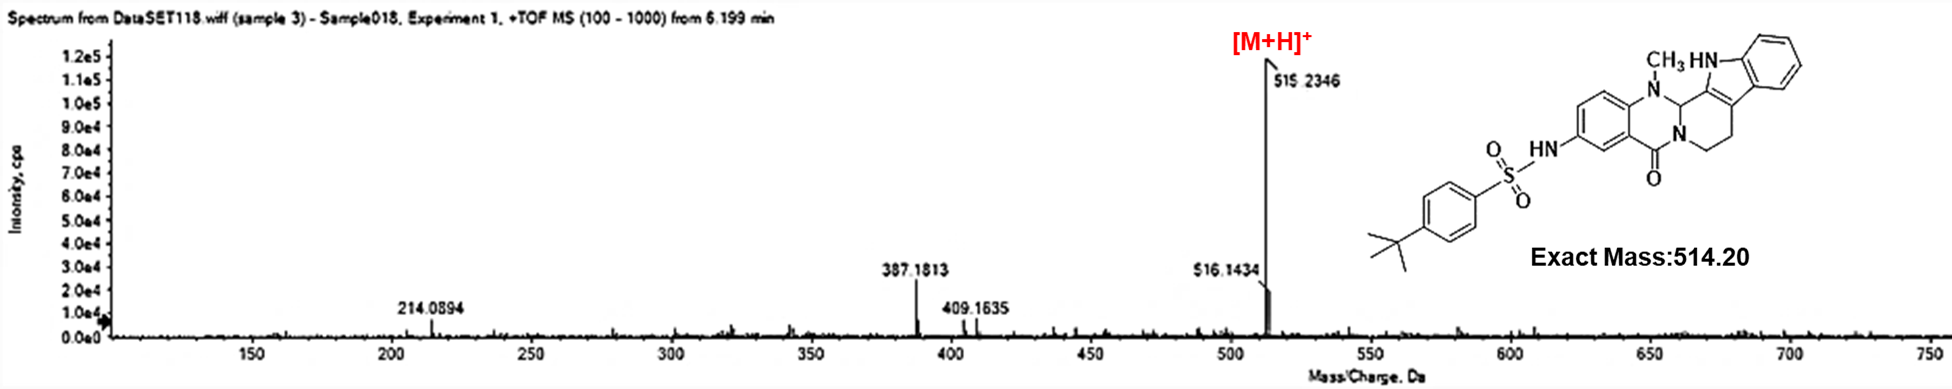 Spectrum from DataSET118.wiff (sample 3) - Sample018, Experiment 1, +TOF MS (100 - 1000) from 6.199 min
[M+H]+
515.2346
516.1434
387.1813
409.1635
214.0894
Intensity, cps
1.2e5
1.1e5
1.0e5
9.0e4
8.0e4
7.0e4
6.0e4
5.0e4
4.0e4
3.0e4
2.0e4
1.0e4
0.0e0
150 200 250 300 350 400 450 500 550 600 650 700 750
Mass/Charge, Da
CH3 HN
N
N
HN
O
O
S
O
Exact Mass:514.20